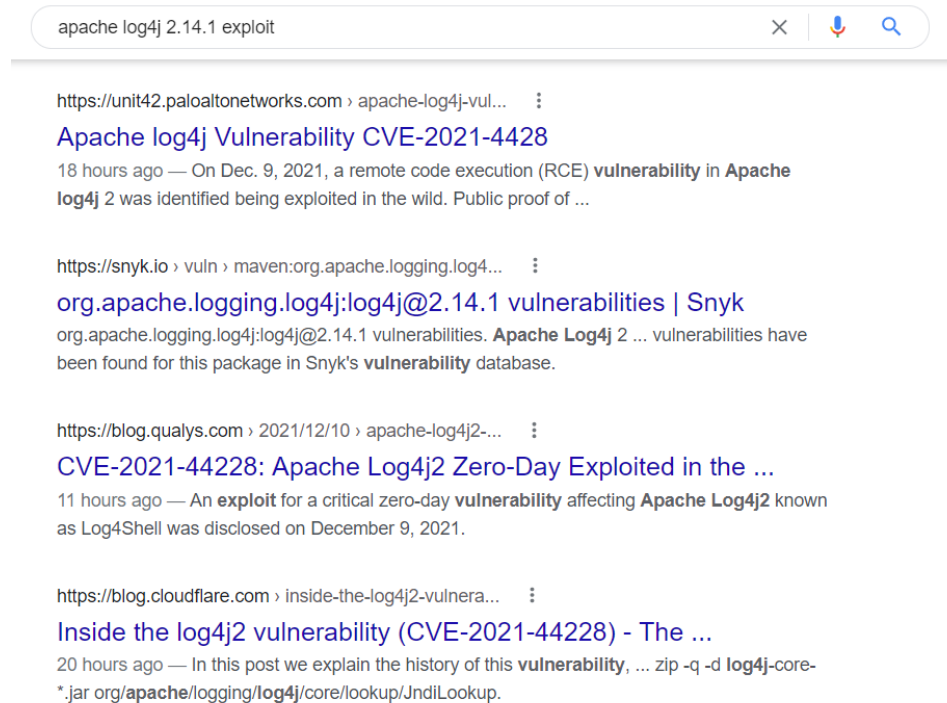 apache log4j 2.14.1 exploit
https://unit42.paloaltonetworks.com › apache-log4j-vul...
Apache log4j Vulnerability CVE-2021-4428
18 hours ago — On Dec. 9, 2021, a remote code execution (RCE) vulnerability in Apache
log4j 2 was identified being exploited in the wild. Public proof of ...
https://snyk.io › vuln › maven:org.apache.logging.log4...
org.apache.logging.log4j:log4j@2.14.1 vulnerabilities | Snyk
org.apache.logging.log4j:log4j@2.14.1 vulnerabilities. Apache Log4j 2 ... vulnerabilities have
been found for this package in Snyk's vulnerability database.
https://blog.qualys.com › 2021/12/10 › apache-log4j2-...
CVE-2021-44228: Apache Log4j2 Zero-Day Exploited in the ...
11 hours ago — An exploit for a critical zero-day vulnerability affecting Apache Log4j2 known
as Log4Shell was disclosed on December 9, 2021.
https://blog.cloudflare.com › inside-the-log4j2-vulnera...
Inside the log4j2 vulnerability (CVE-2021-44228) - The ...
20 hours ago — In this post we explain the history of this vulnerability, ... zip -q -d log4j-core-
*.jar org/apache/logging/log4j/core/lookup/JndiLookup.